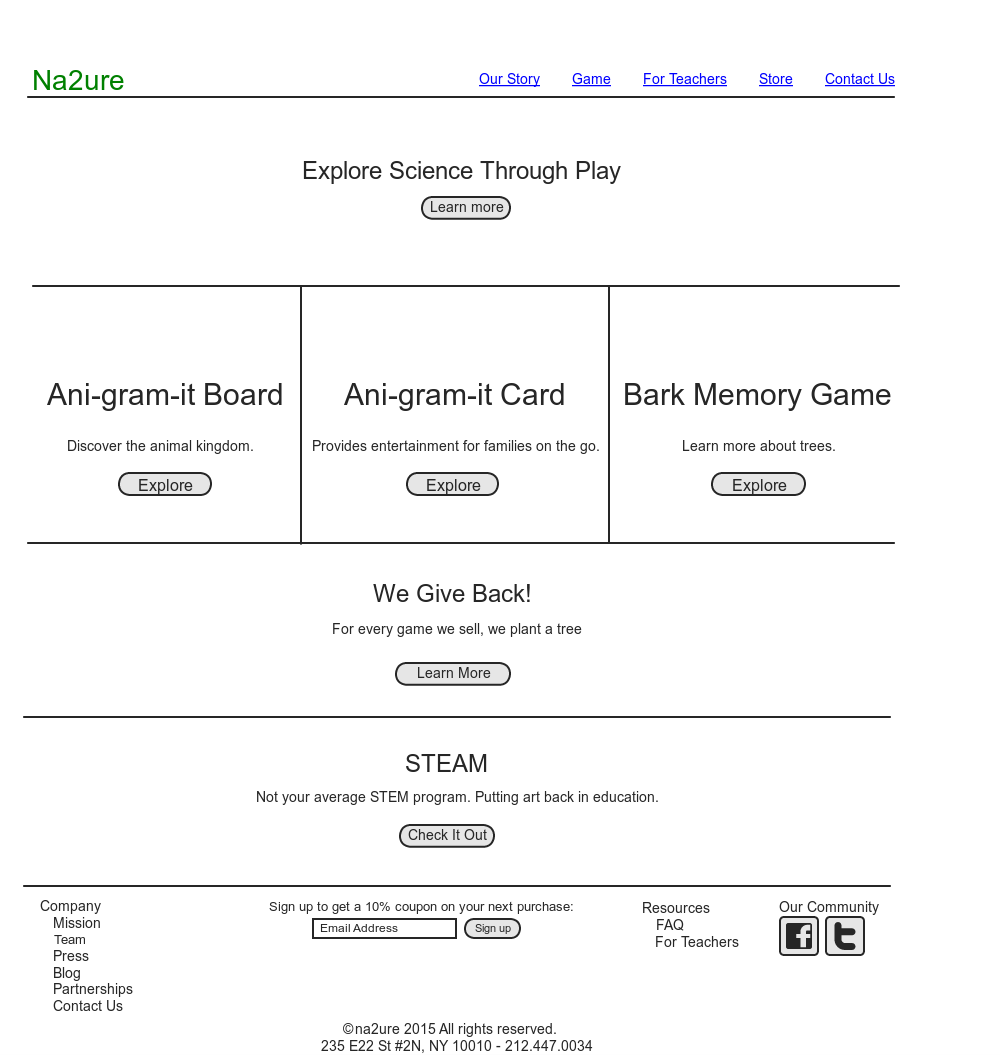 Na2ure
Our Story Game For Teachers Store Contact Us
Explore Science Through Play
Learn more
Ani-gram-it Board
Discover the animal kingdom.
Explore
Ani-gram-it Card
Provides entertainment for families on the go.
Explore
Bark Memory Game
Learn more about trees.
Explore
We Give Back!
For every game we sell, we plant a tree
Learn More
STEAM
Not your average STEM program. Putting art back in education.
Check It Out
Company
Mission
Team
Press
Blog
Partnerships
Contact Us
Sign up to get a 10% coupon on your next purchase:
Email Address Sign up
Resources
FAQ
For Teachers
Our Community
©na2ure 2015 All rights reserved.
235 E22 St #2N, NY 10010 - 212.447.0034